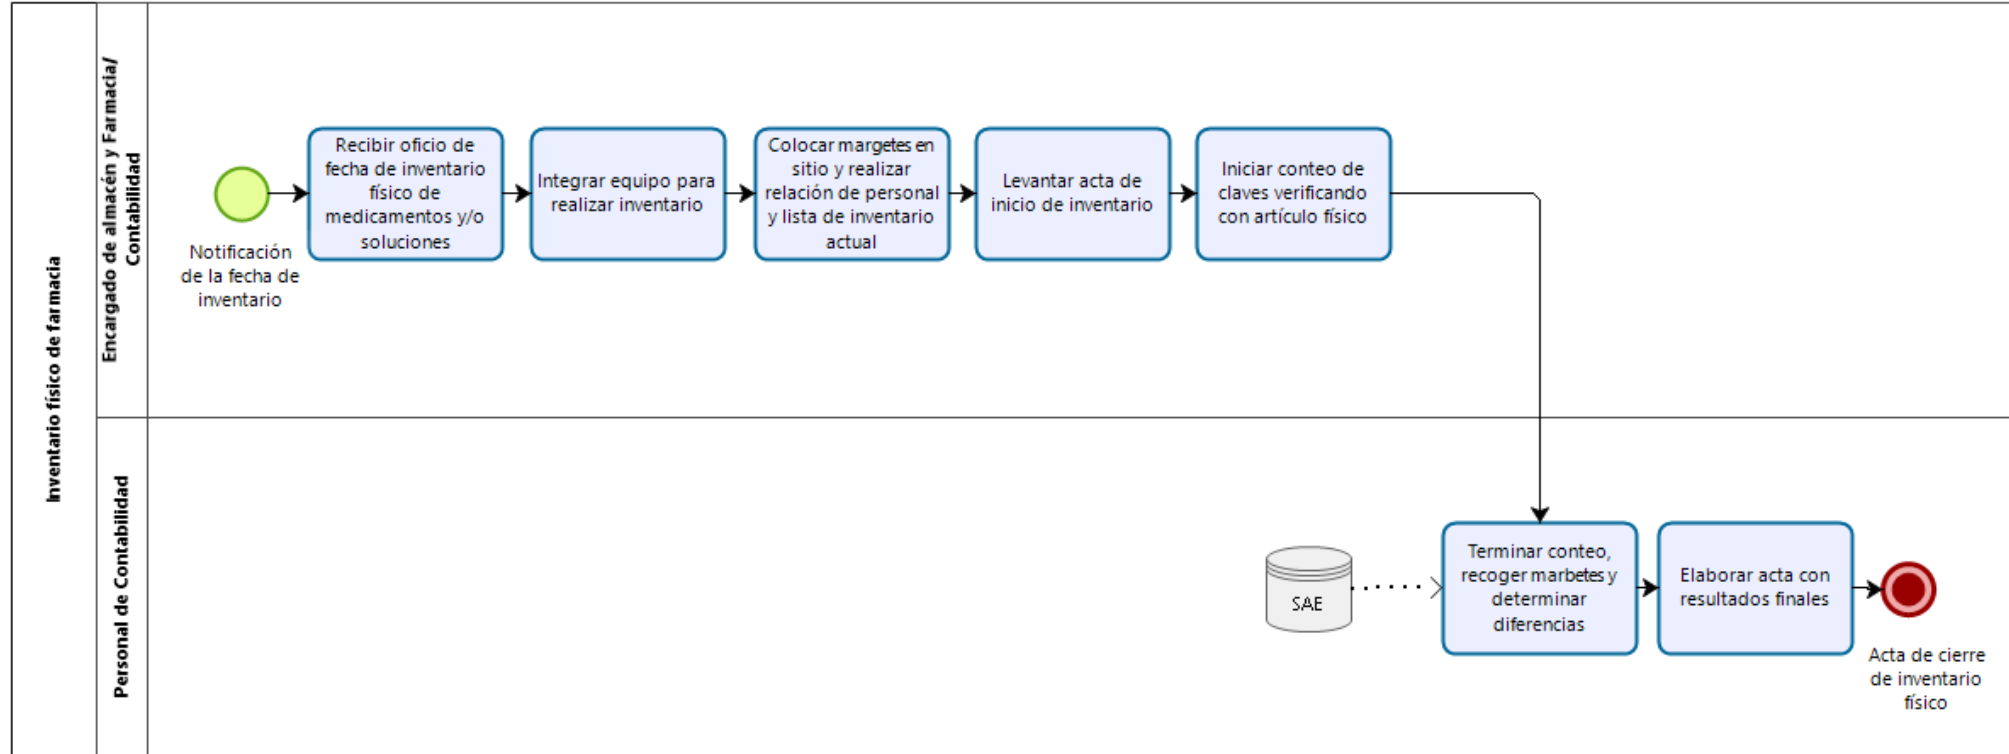 Inventario físico de farmacia
Encargado de almacén y Farmacia/
Contabilidad
Notificación
de la fecha de
inventario
Recibir oficio de
fecha de inventario
físico de
medicamentos y/o
soluciones
Integrar equipo para
realizar inventario
Colocar margetes en
sitio y realizar
relación de personal
y lista de inventario
actual
Levantar acta de
inicio de inventario
Iniciar conteo de
claves verificando
con artículo físico
Personal de Contabilidad
SAE
Terminar conteo,
recoger marbetes y
determinar
diferencias
Elaborar acta con
resultados finales
Acta de cierre
de inventario
físico